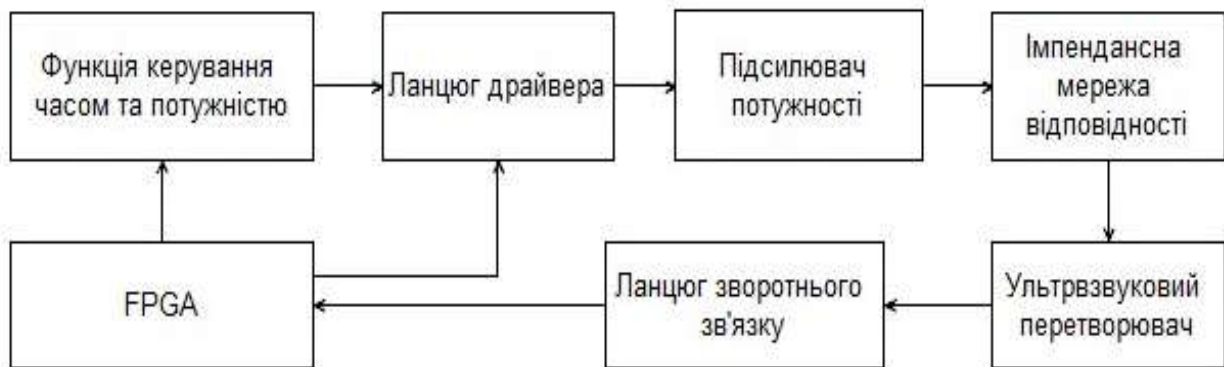 Функція керування
часом та потужністю
Ланцюг драйвера
Підсилювач
потужності
Імпендансна
мережа
відповідності
FPGA
Ланцюг зворотнього
зв'язку
Ультрвзвуковий
перетворювач